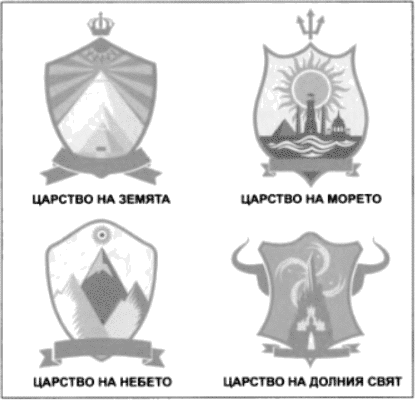 ЦАРСТВО НА ЗЕМЯТА
ЦАРСТВО НА МОРЕТО
ЦАРСТВО НА НЕБЕТО
ЦАРСТВО НА ДОЛНИЯ СВЯТ